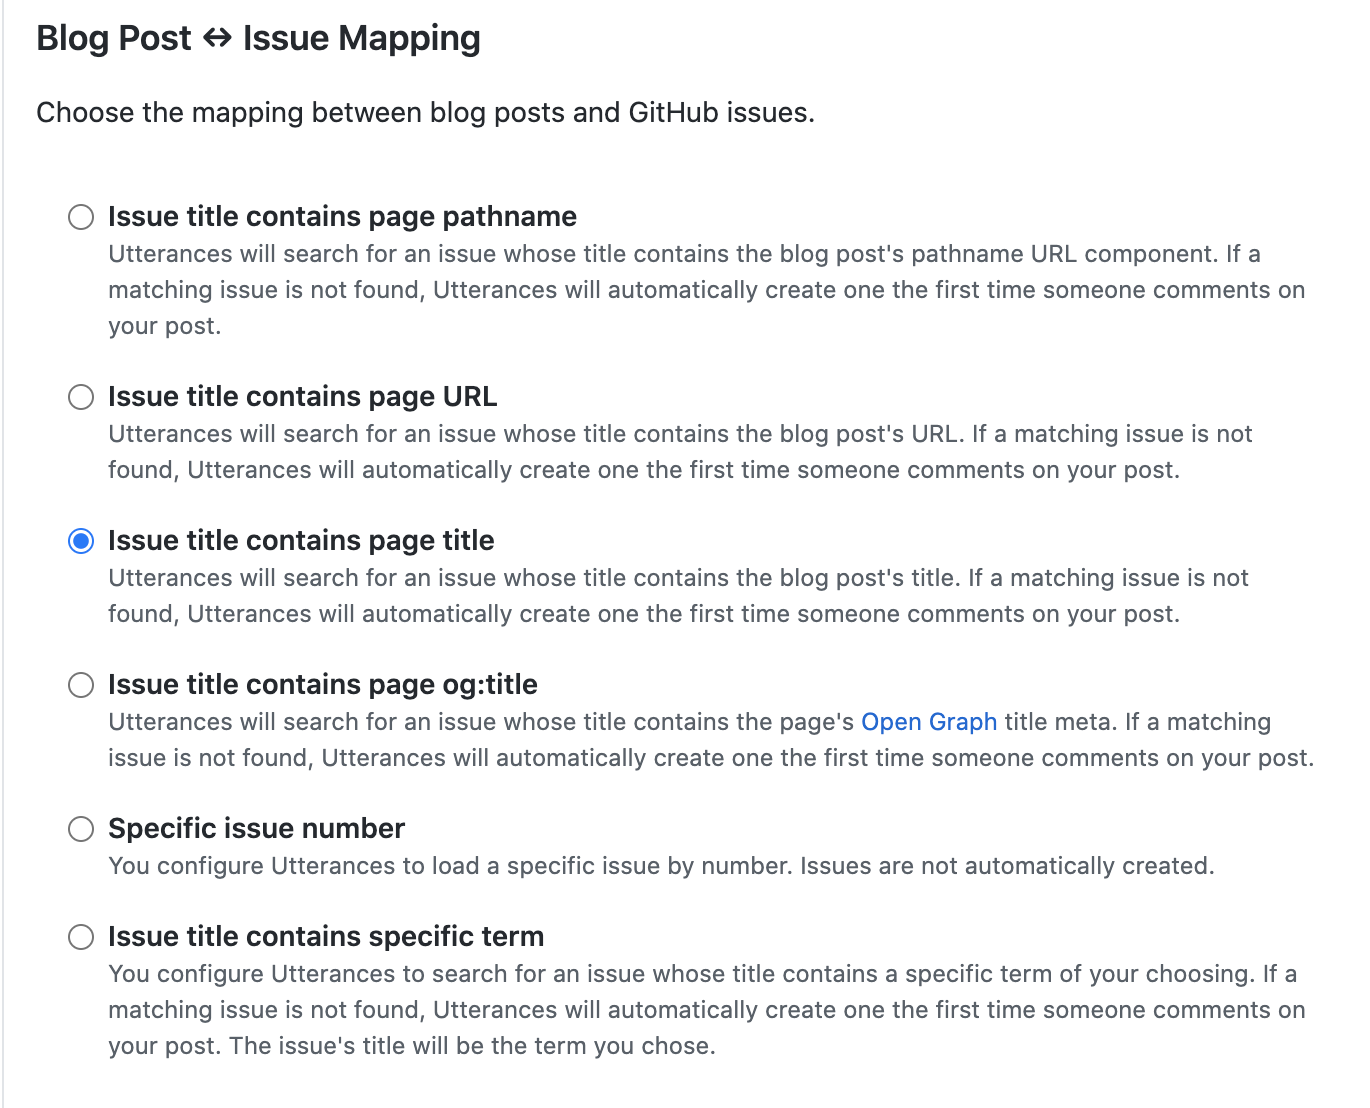 Blog Post ↔ Issue Mapping
Choose the mapping between blog posts and GitHub issues.
Issue title contains page pathname
Utterances will search for an issue whose title contains the blog post's pathname URL component. If a
matching issue is not found, Utterances will automatically create one the first time someone comments on
your post.
Issue title contains page URL
Utterances will search for an issue whose title contains the blog post's URL. If a matching issue is not
found, Utterances will automatically create one the first time someone comments on your post.
Issue title contains page title
Utterances will search for an issue whose title contains the blog post's title. If a matching issue is not
found, Utterances will automatically create one the first time someone comments on your post.
Issue title contains page og:title
Utterances will search for an issue whose title contains the page's Open Graph title meta. If a matching
issue is not found, Utterances will automatically create one the first time someone comments on your post.
Specific issue number
You configure Utterances to load a specific issue by number. Issues are not automatically created.
Issue title contains specific term
You configure Utterances to search for an issue whose title contains a specific term of your choosing. If a
matching issue is not found, Utterances will automatically create one the first time someone comments on
your post. The issue's title will be the term you chose.